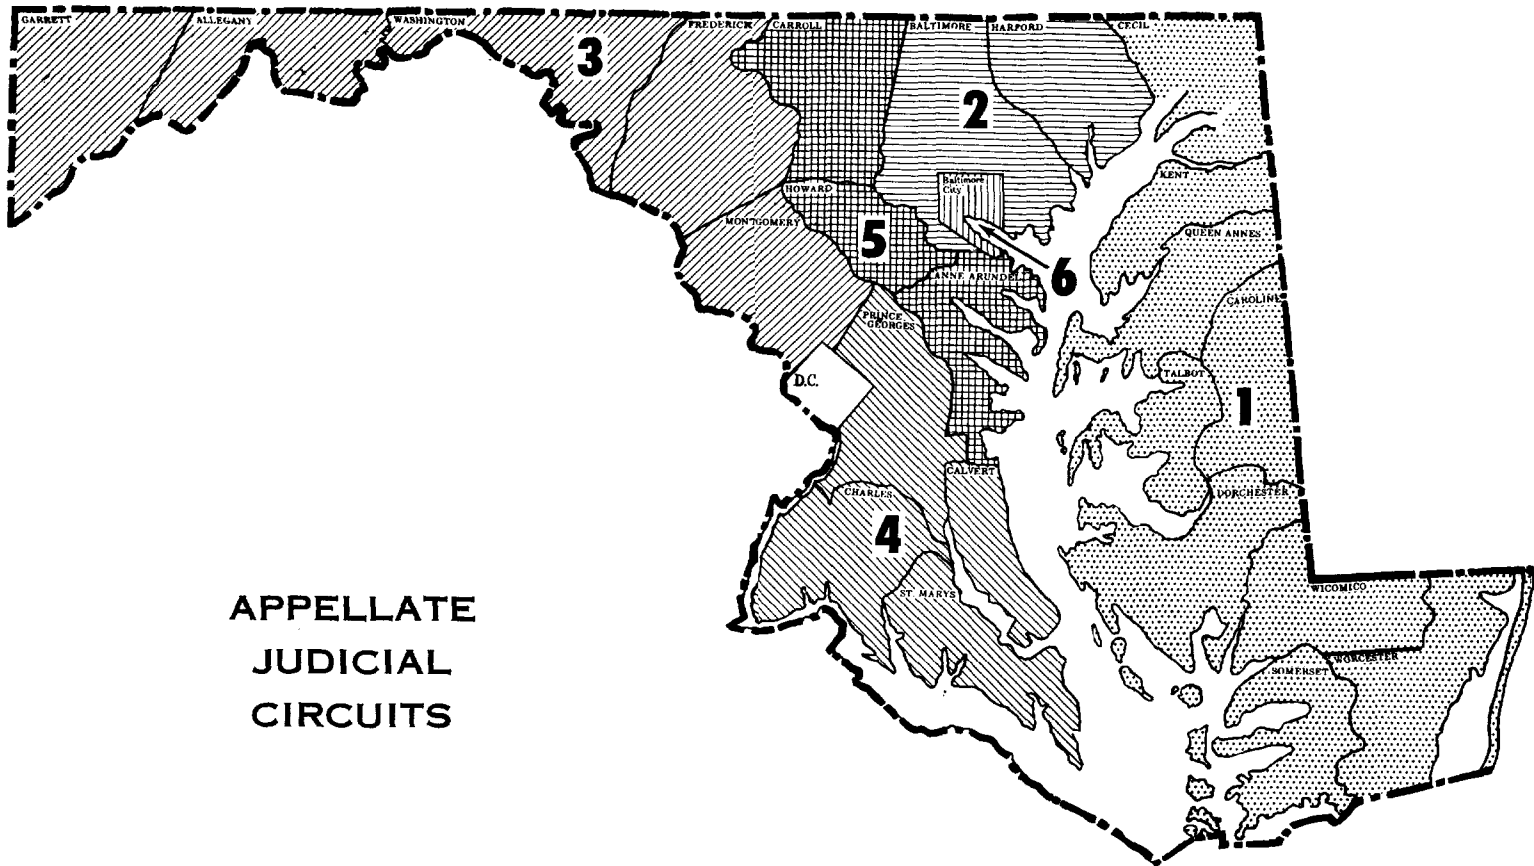 GARRETT
ALLEGANY
WASHINGTON
FREDERICK
CARROLL
BALTIMORE
HARFORD
CECIL
3
2
Baltimore
City
KENT
HOWARD
MONTGOMERY
5
QUEEN ANNES
ANNE ARUNDEL
6
CAROLINE
PRINCE
GEORGES
D.C.
TALBOT
1
CALVERT
CHARLES
DORCHESTER
4
WICOMICO
ST MARYS
WORCESTER
SOMERSET
APPELLATE
JUDICIAL
CIRCUITS